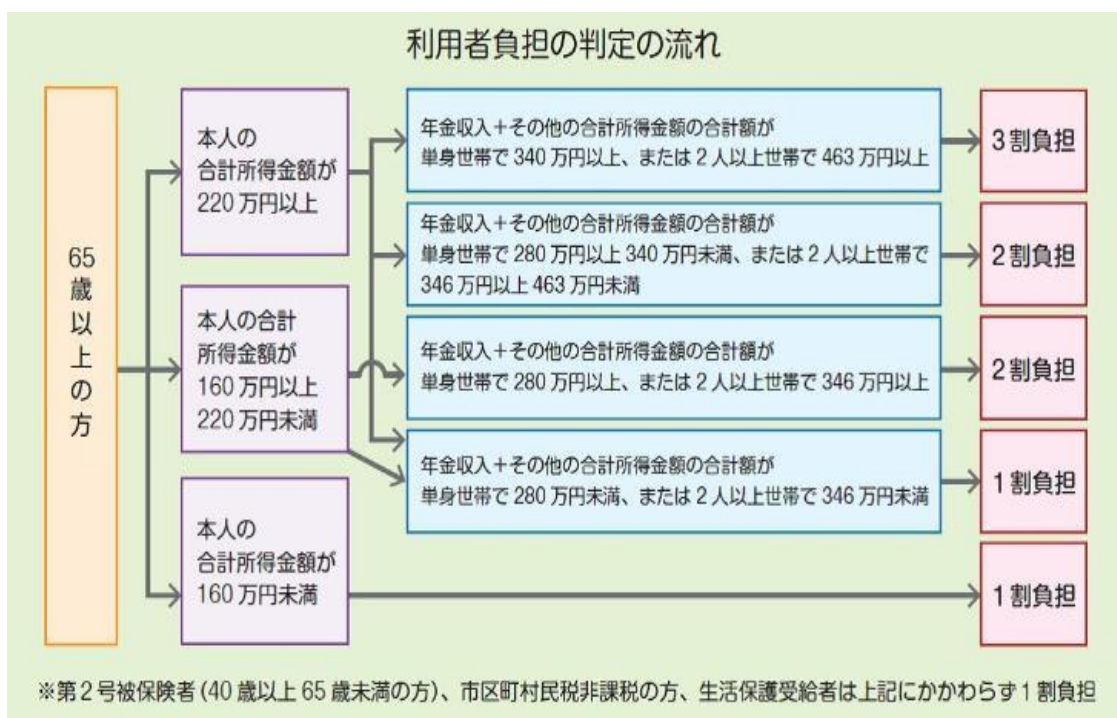 利用者負担の判定の流れ
65歳以上の方
本人の
合計所得金額が
220万円以上
年金収入+その他の合計所得金額の合計額が
単身世帯で340万円以上、または2人以上世帯で463万円以上
3割負担
年金収入+その他の合計所得金額の合計額が
単身世帯で280万円以上340万円未満、または2人以上世帯で
346万円以上463万円未満
2割負担
本人の合計
所得金額が
160万円以上
220万円未満
年金収入+その他の合計所得金額の合計額が
単身世帯で280万円以上、または2人以上世帯で346万円以上
2割負担
年金収入+その他の合計所得金額の合計額が
単身世帯で280万円未満、または2人以上世帯で346万円未満
1割負担
本人の
合計所得金額が
160万円未満
1割負担
※第2号被保険者(40歳以上65歳未満の方)、市区町村民税非課税の方、生活保護受給者は上記にかかわらず1割負担